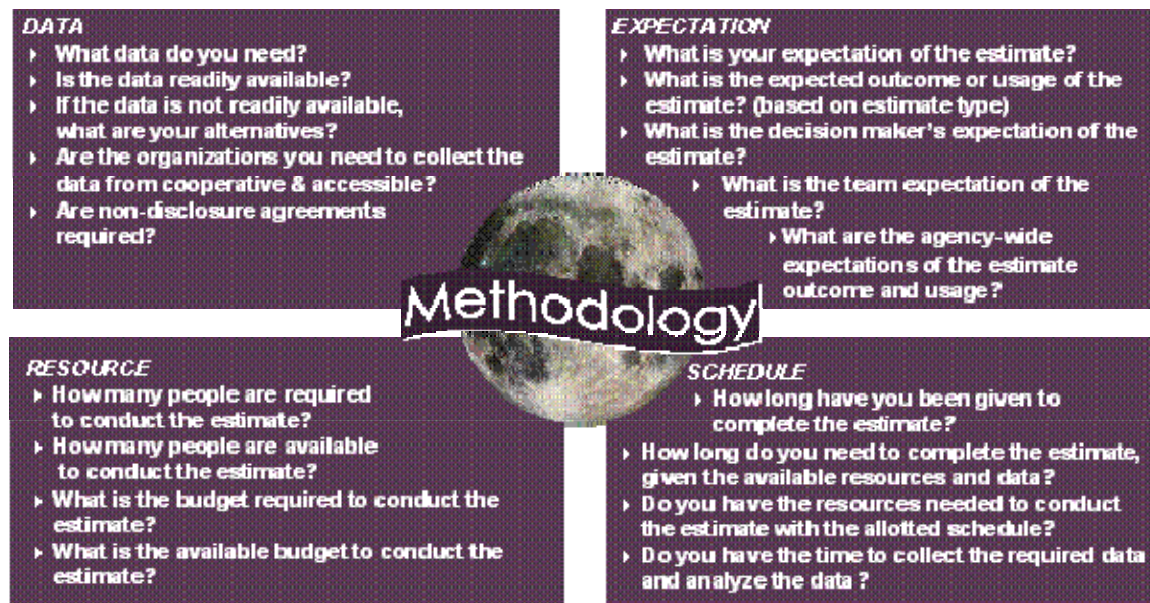 DATA
▸ What data do you need?
▸ Is the data readily available?
▸ If the data is not readily available,
what are your alternatives?
▸ Are the organizations you need to collect the
data from cooperative & accessible?
▸ Are non-disclosure agreements
required?
EXPECTATION
▸ What is your expectation of the estimate?
▸ What is the expected outcome or usage of the
estimate? (based on estimate type)
▸ What is the decision maker's expectation of the
estimate?
▸ What is the team expectation of the
estimate?
▸ What are the agency-wide
expectations of the estimate
outcome and usage?
Methodology
RESOURCE
▸ How many people are required
to conduct the estimate?
▸ How many people are available
to conduct the estimate?
▸ What is the budget required to conduct the
estimate?
▸ What is the available budget to conduct the
estimate?
SCHEDULE
▸ How long have you been given to
complete the estimate?
▸ How long do you need to complete the estimate,
given the available resources and data?
▸ Do you have the resources needed to conduct
the estimate with the allotted schedule?
▸ Do you have the time to collect the required data
and analyze the data ?